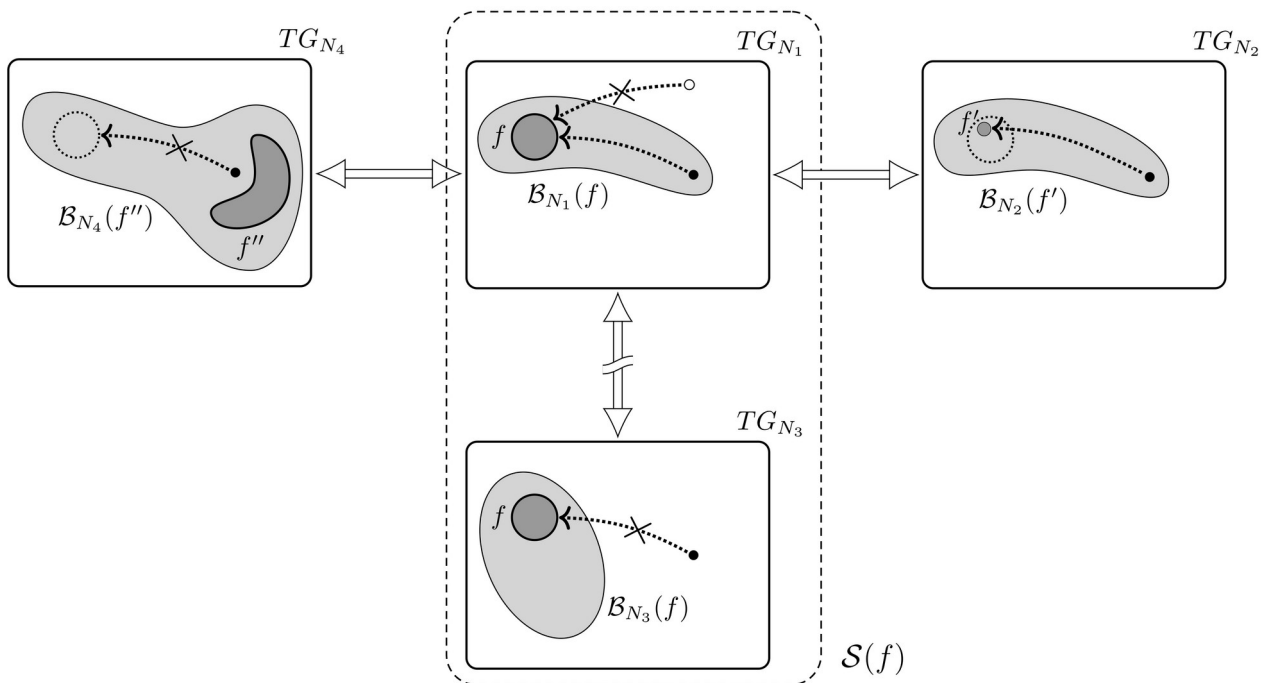 $TG_{N_4}$
$TG_{N_1}$
$TG_{N_2}$
$f$
$f'$
$\mathcal{B}_{N_4}(f'')$
$f''$
$\mathcal{B}_{N_1}(f)$
$\mathcal{B}_{N_2}(f')$
$TG_{N_3}$
$f$
$\mathcal{B}_{N_3}(f)$
$\mathcal{S}(f)$